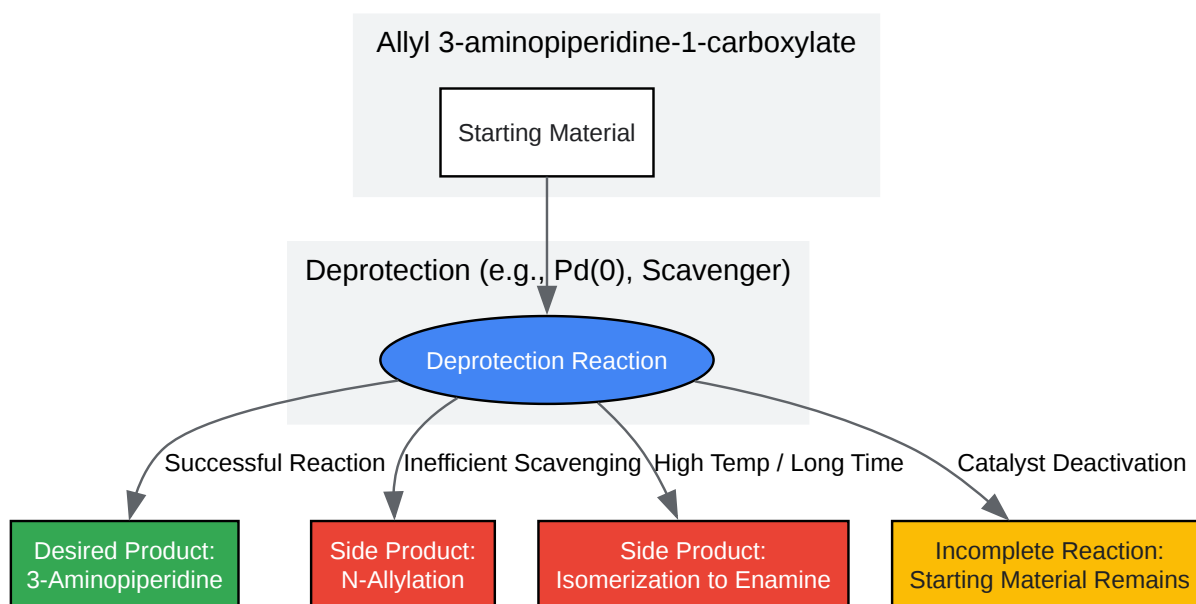 Allyl 3-aminopiperidine-1-carboxylate
Starting Material
Deprotection (e.g., Pd(0), Scavenger)
Deprotection Reaction
Successful Reaction
Inefficient Scavenging
High Temp / Long Time
Catalyst Deactivation
Desired Product:
3-Aminopiperidine
Side Product:
N-Allylation
Side Product:
Isomerization to Enamine
Incomplete Reaction:
Starting Material Remains